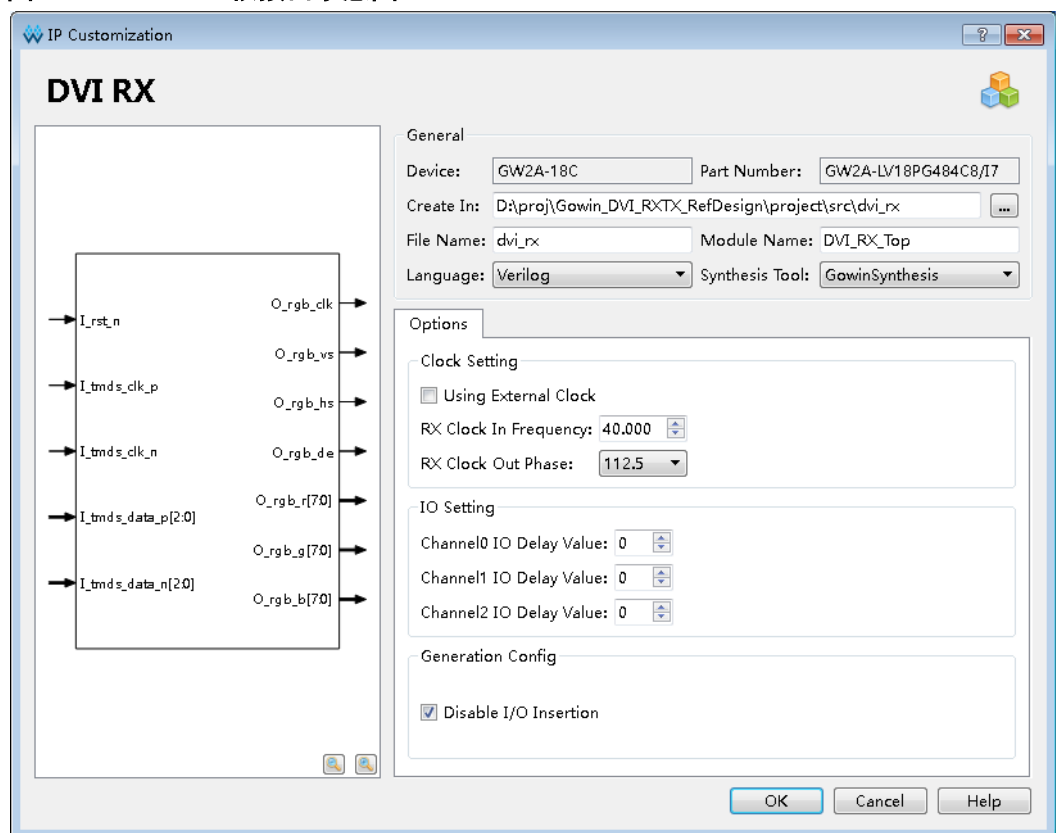 IP Customization
DVI RX
I_rst_n
I_tmds_clk_p
I_tmds_clk_n
I_tmds_data_p[2:0]
I_tmds_data_n[2:0]
O_rgb_clk
O_rgb_vs
O_rgb_hs
O_rgb_de
O_rgb_r[7:0]
O_rgb_g[7:0]
O_rgb_b[7:0]
General
Device: GW2A-18C Part Number: GW2A-LV18PG484C8/I7
Create In: D:\proj\Gowin_DVI_RXTX_RefDesign\project\src\dvi_rx ...
File Name: dvi_rx Module Name: DVI_RX_Top
Language: Verilog Synthesis Tool: GowinSynthesis
Options
Clock Setting
Using External Clock
RX Clock In Frequency: 40.000
RX Clock Out Phase: 112.5
IO Setting
Channel0 IO Delay Value: 0
Channel1 IO Delay Value: 0
Channel2 IO Delay Value: 0
Generation Config
Disable I/O Insertion
OK Cancel Help